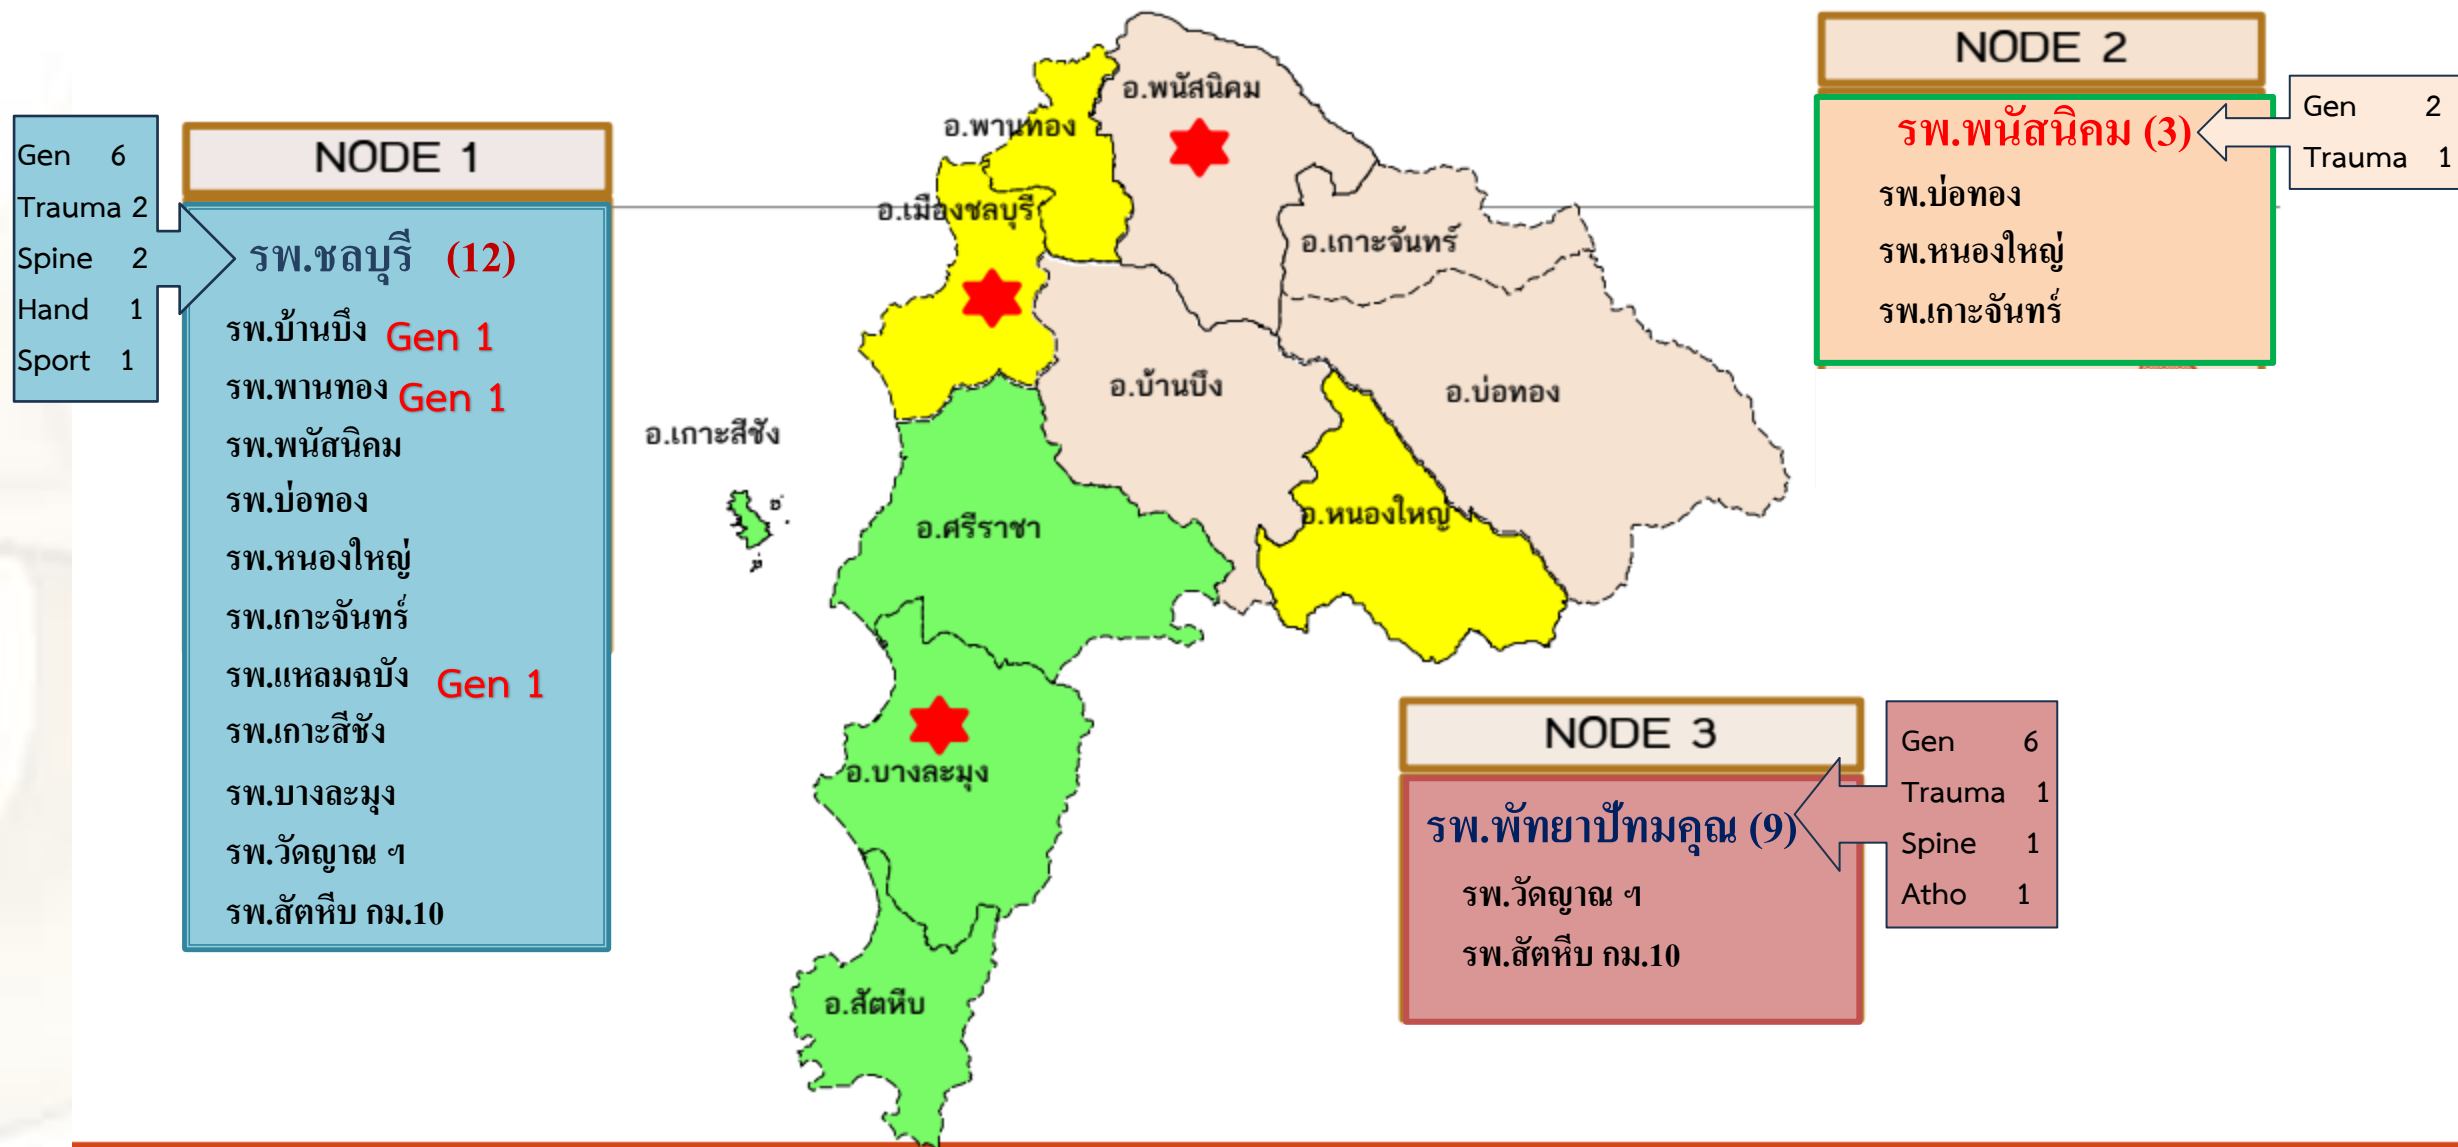 NODE 1
Gen 6
Trauma 2
Spine 2
Hand 1
Sport 1
รพ.ชลบุรี (12)
รพ.บ้านบึง Gen 1
รพ.พานทอง Gen 1
รพ.พนัสนิคม
รพ.บ่อทอง
รพ.หนองใหญ่
รพ.เกาะจันทร์
รพ.แหลมฉบัง Gen 1
รพ.เกาะสีชัง
รพ.บางละมุง
รพ.วัดญาณ ฯ
รพ.สัตหีบ กม.10
อ.พนัสนิคม
อ.พานทอง
อ.เมืองชลบุรี
อ.เกาะจันทร์
อ.บ้านบึง
อ.บ่อทอง
อ.เกาะสีชัง
อ.หนองใหญ่
อ.ศรีราชา
อ.บางละมุง
อ.สัตหีบ
NODE 2
รพ.พนัสนิคม (3)
Gen 2
Trauma 1
รพ.บ่อทอง
รพ.หนองใหญ่
รพ.เกาะจันทร์
NODE 3
รพ.พัทยาปัทมคุณ (9)
Gen 6
Trauma 1
Spine 1
Atho 1
รพ.วัดญาณ ฯ
รพ.สัตหีบ กม.10